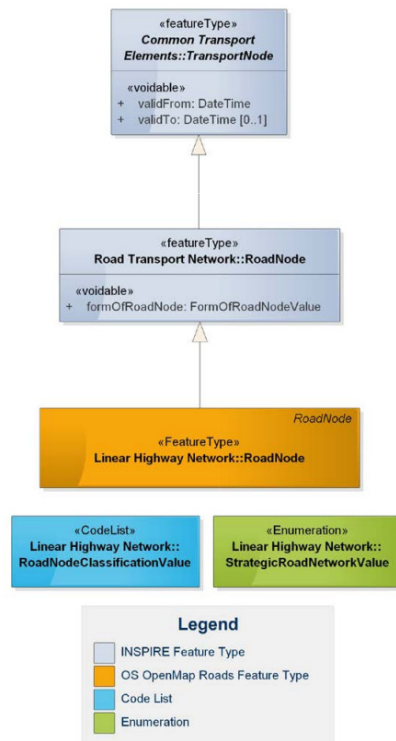 «featureType»
Common Transport
Elements::TransportNode
«voidable»
+ validFrom: DateTime
+ validTo: DateTime [0..1]
«featureType»
Road Transport Network::RoadNode
«voidable»
+ formOfRoadNode: FormOfRoadNodeValue
RoadNode
«FeatureType»
Linear Highway Network::RoadNode
«CodeList»
Linear Highway Network::
RoadNodeClassificationValue
«Enumeration»
Linear Highway Network::
StrategicRoadNetworkValue
Legend
INSPIRE Feature Type
OS OpenMap Roads Feature Type
Code List
Enumeration